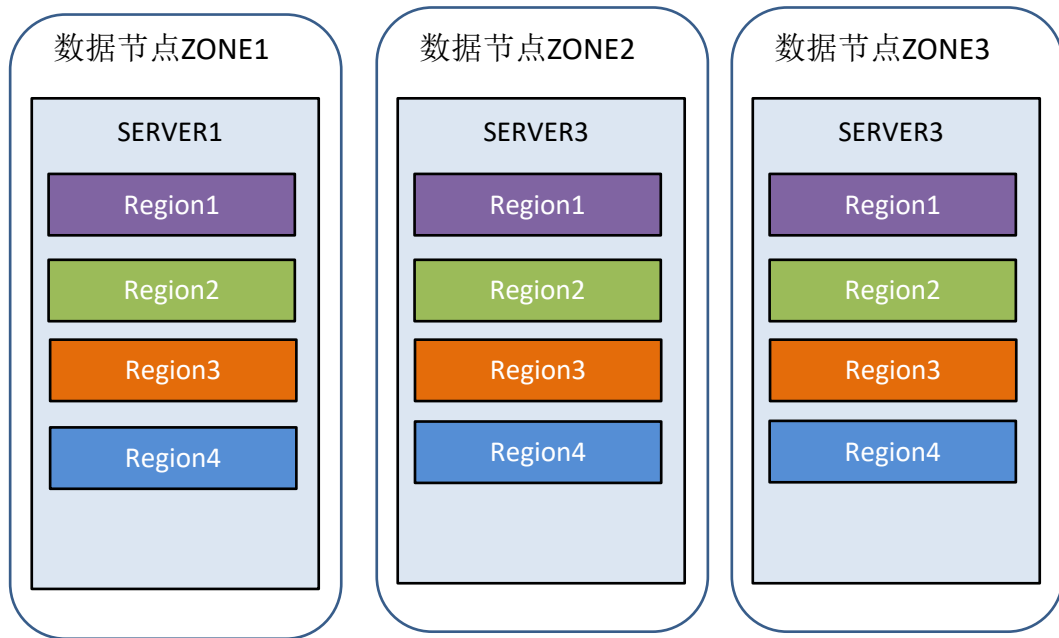 数据节点ZONE1
SERVER1
Region1
Region2
Region3
Region4
数据节点ZONE2
SERVER3
Region1
Region2
Region3
Region4
数据节点ZONE3
SERVER3
Region1
Region2
Region3
Region4